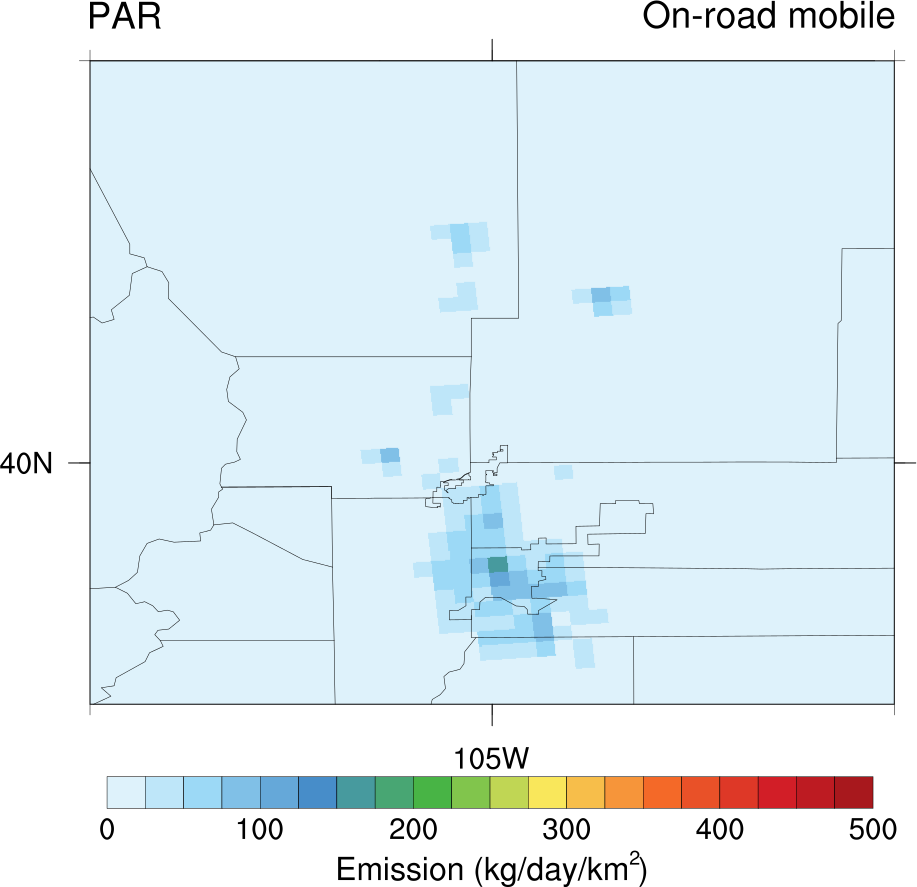 PAR On-road mobile
40N
105W
0 100 200 300 400 500
Emission (kg/day/km²)